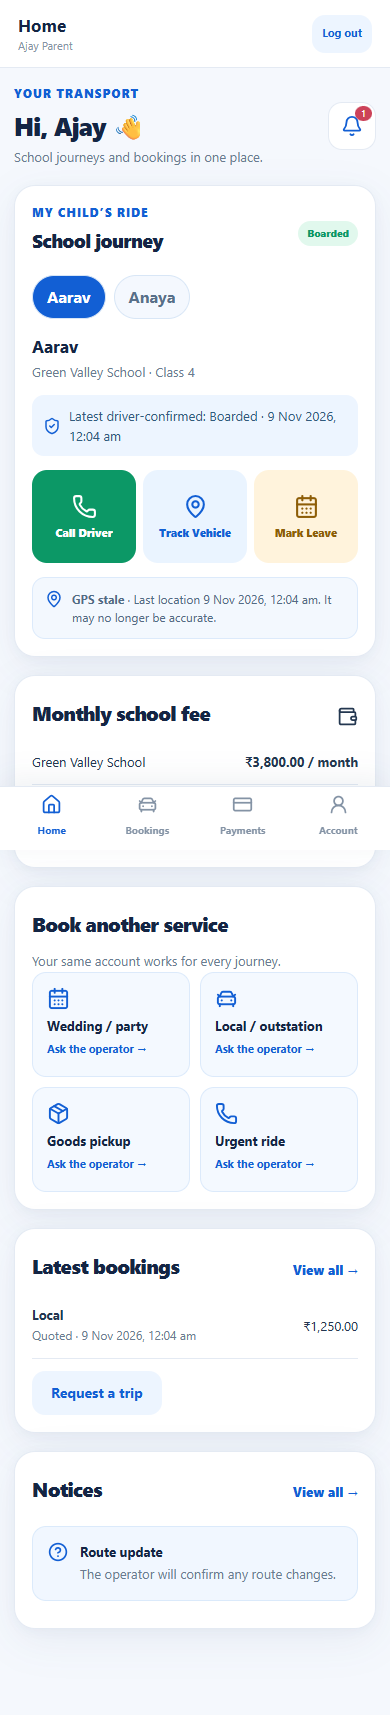 Home
Ajay Parent
Log out
YOUR TRANSPORT
Hi, Ajay 👋
1
School journeys and bookings in one place.
MY CHILD'S RIDE
School journey
Boarded
Aarav
Anaya
Aarav
Green Valley School · Class 4
Latest driver-confirmed: Boarded · 9 Nov 2026,
12:04 am
Call Driver
Track Vehicle
Mark Leave
GPS stale · Last location 9 Nov 2026, 12:04 am. It
may no longer be accurate.
Monthly school fee
Green Valley School
₹3,800.00 / month
Home
Bookings
Payments
Account
Book another service
Your same account works for every journey.
Wedding / party
Ask the operator →
Local / outstation
Ask the operator →
Goods pickup
Ask the operator →
Urgent ride
Ask the operator →
Latest bookings
View all →
Local
Quoted · 9 Nov 2026, 12:04 am
₹1,250.00
Request a trip
Notices
View all →
Route update
The operator will confirm any route changes.